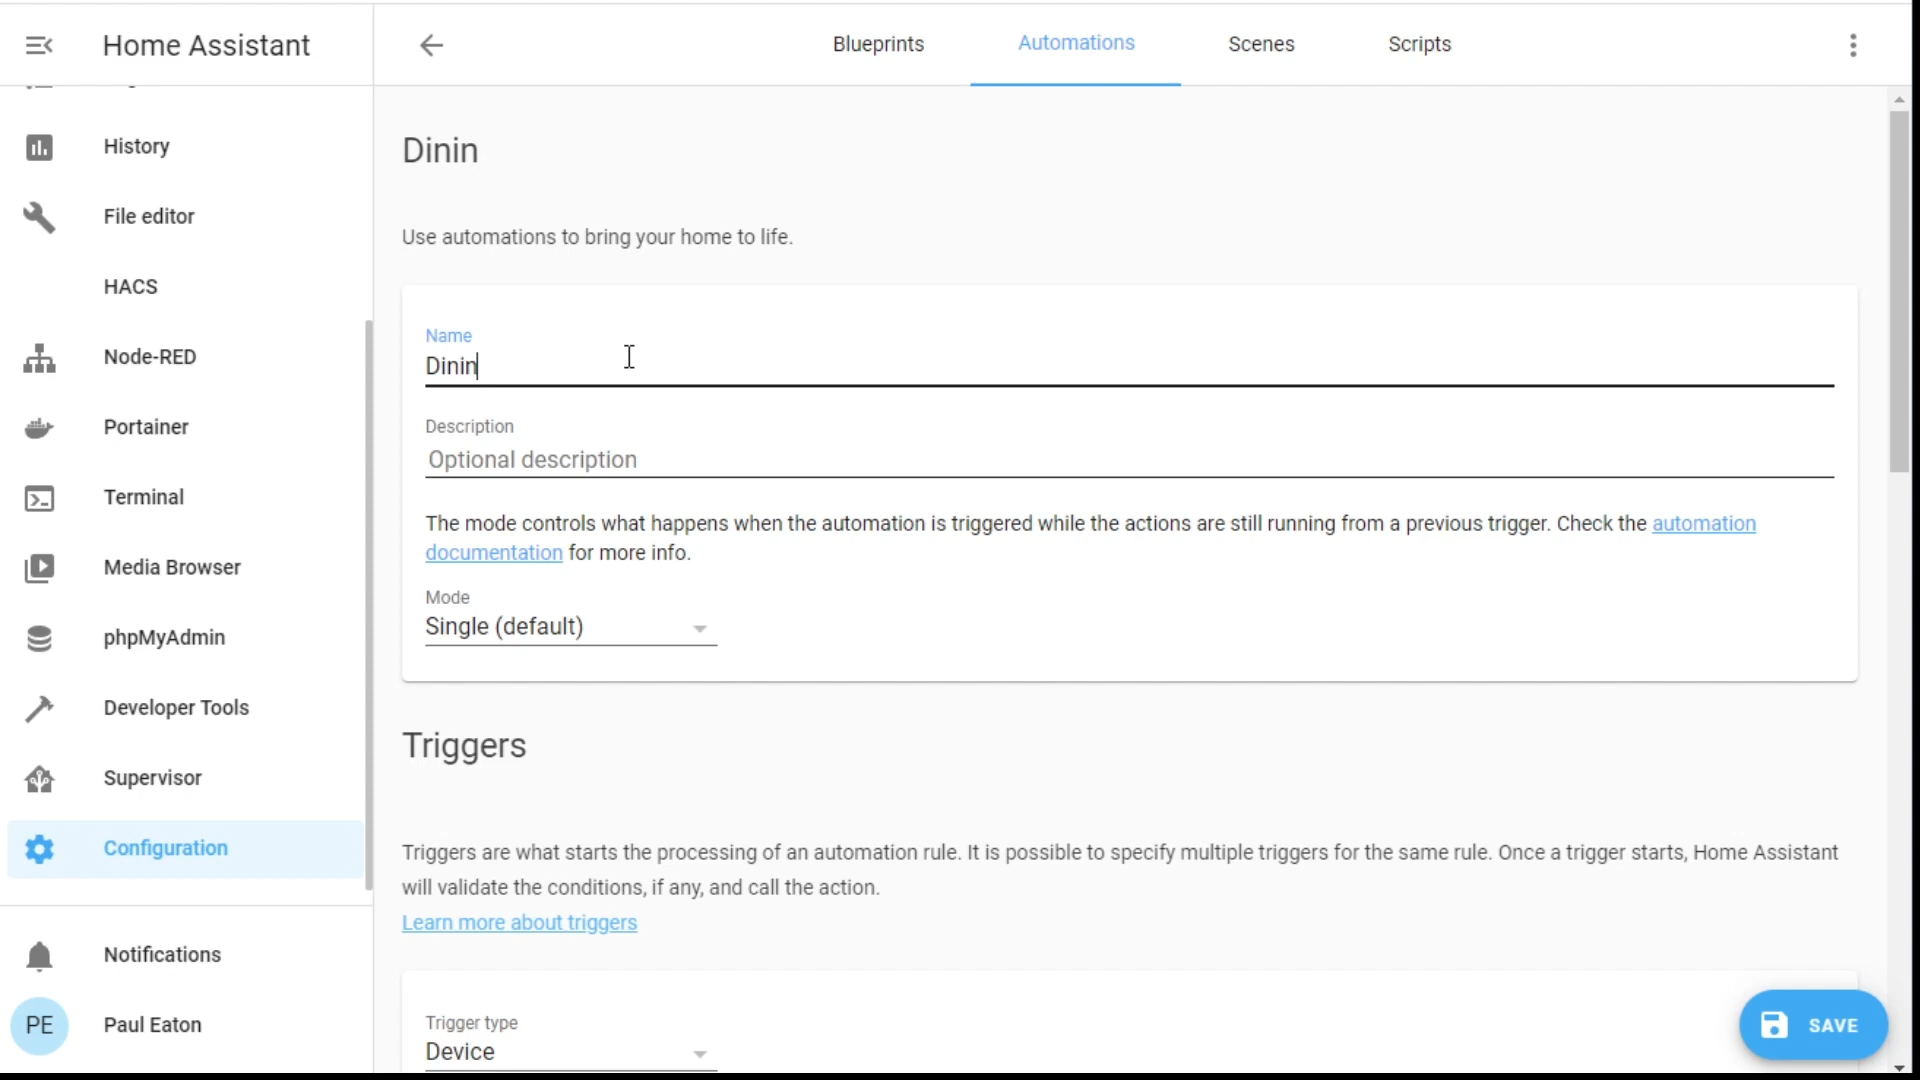 Home Assistant
Blueprints
Automations
Scenes
Scripts
History
File editor
HACS
Node-RED
Portainer
Terminal
Media Browser
phpMyAdmin
Developer Tools
Supervisor
Configuration
Notifications
PE
Paul Eaton
Dinin
Use automations to bring your home to life.
Name
Dinin
Description
Optional description
The mode controls what happens when the automation is triggered while the actions are still running from a previous trigger. Check the automation
documentation for more info.
Mode
Single (default)
Triggers
Triggers are what starts the processing of an automation rule. It is possible to specify multiple triggers for the same rule. Once a trigger starts, Home Assistant
will validate the conditions, if any, and call the action.
Learn more about triggers
Trigger type
Device
SAVE